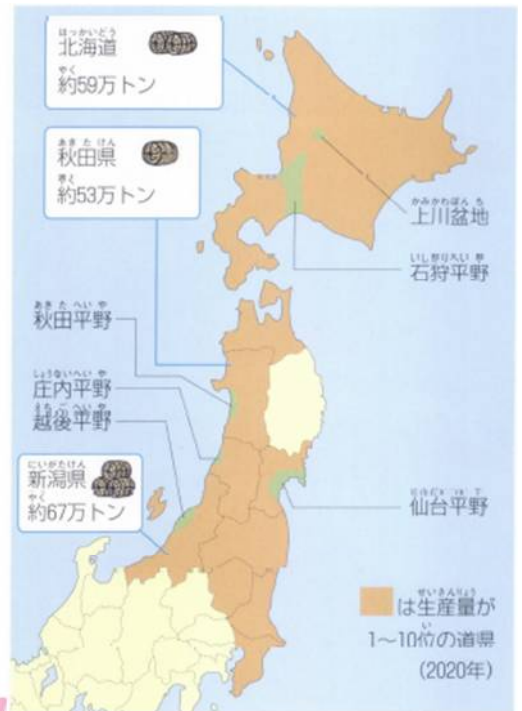 ほっかいどう
北海道
やく
約59万トン
あきたけん
秋田県
やく
約53万トン
かみかわぼんち
上川盆地
いしかりへいや
石狩平野
あきたへいや
秋田平野
しょうないへいや
庄内平野
えちごへいや
越後平野
にいがたけん
新潟県
やく
約67万トン
仙台平野
せいさんりょう
は生産量が
い
1〜10位の道県
(2020年)